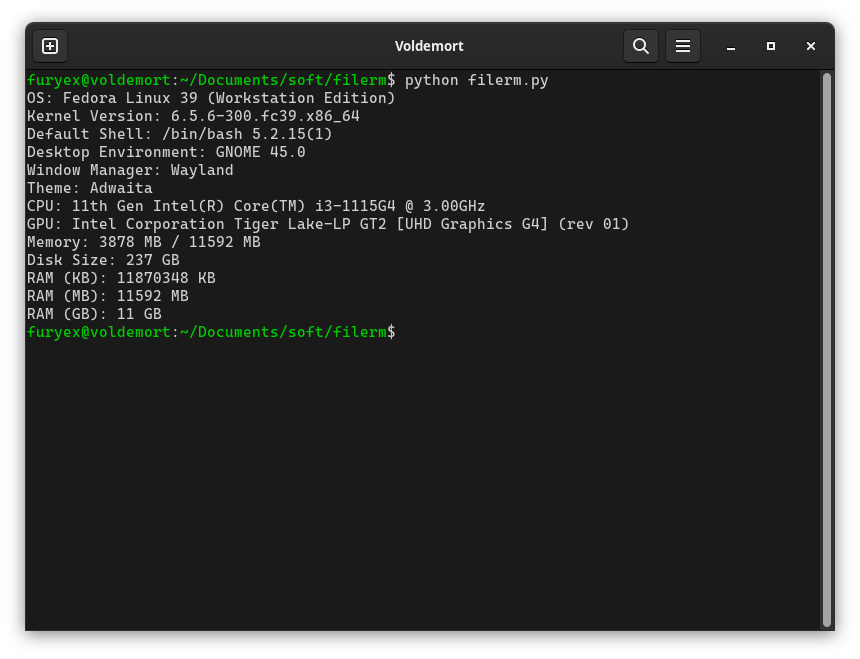 Voldemort
furyex@voldemort:~/Documents/soft/filerm$ python filerm.py
OS: Fedora Linux 39 (Workstation Edition)
Kernel Version: 6.5.6-300.fc39.x86_64
Default Shell: /bin/bash 5.2.15(1)
Desktop Environment: GNOME 45.0
Window Manager: Wayland
Theme: Adwaita
CPU: 11th Gen Intel(R) Core(TM) i3-1115G4 @ 3.00GHz
GPU: Intel Corporation Tiger Lake-LP GT2 [UHD Graphics G4] (rev 01)
Memory: 3878 MB / 11592 MB
Disk Size: 237 GB
RAM (KB): 11870348 KB
RAM (MB): 11592 MB
RAM (GB): 11 GB
furyex@voldemort:~/Documents/soft/filerm$